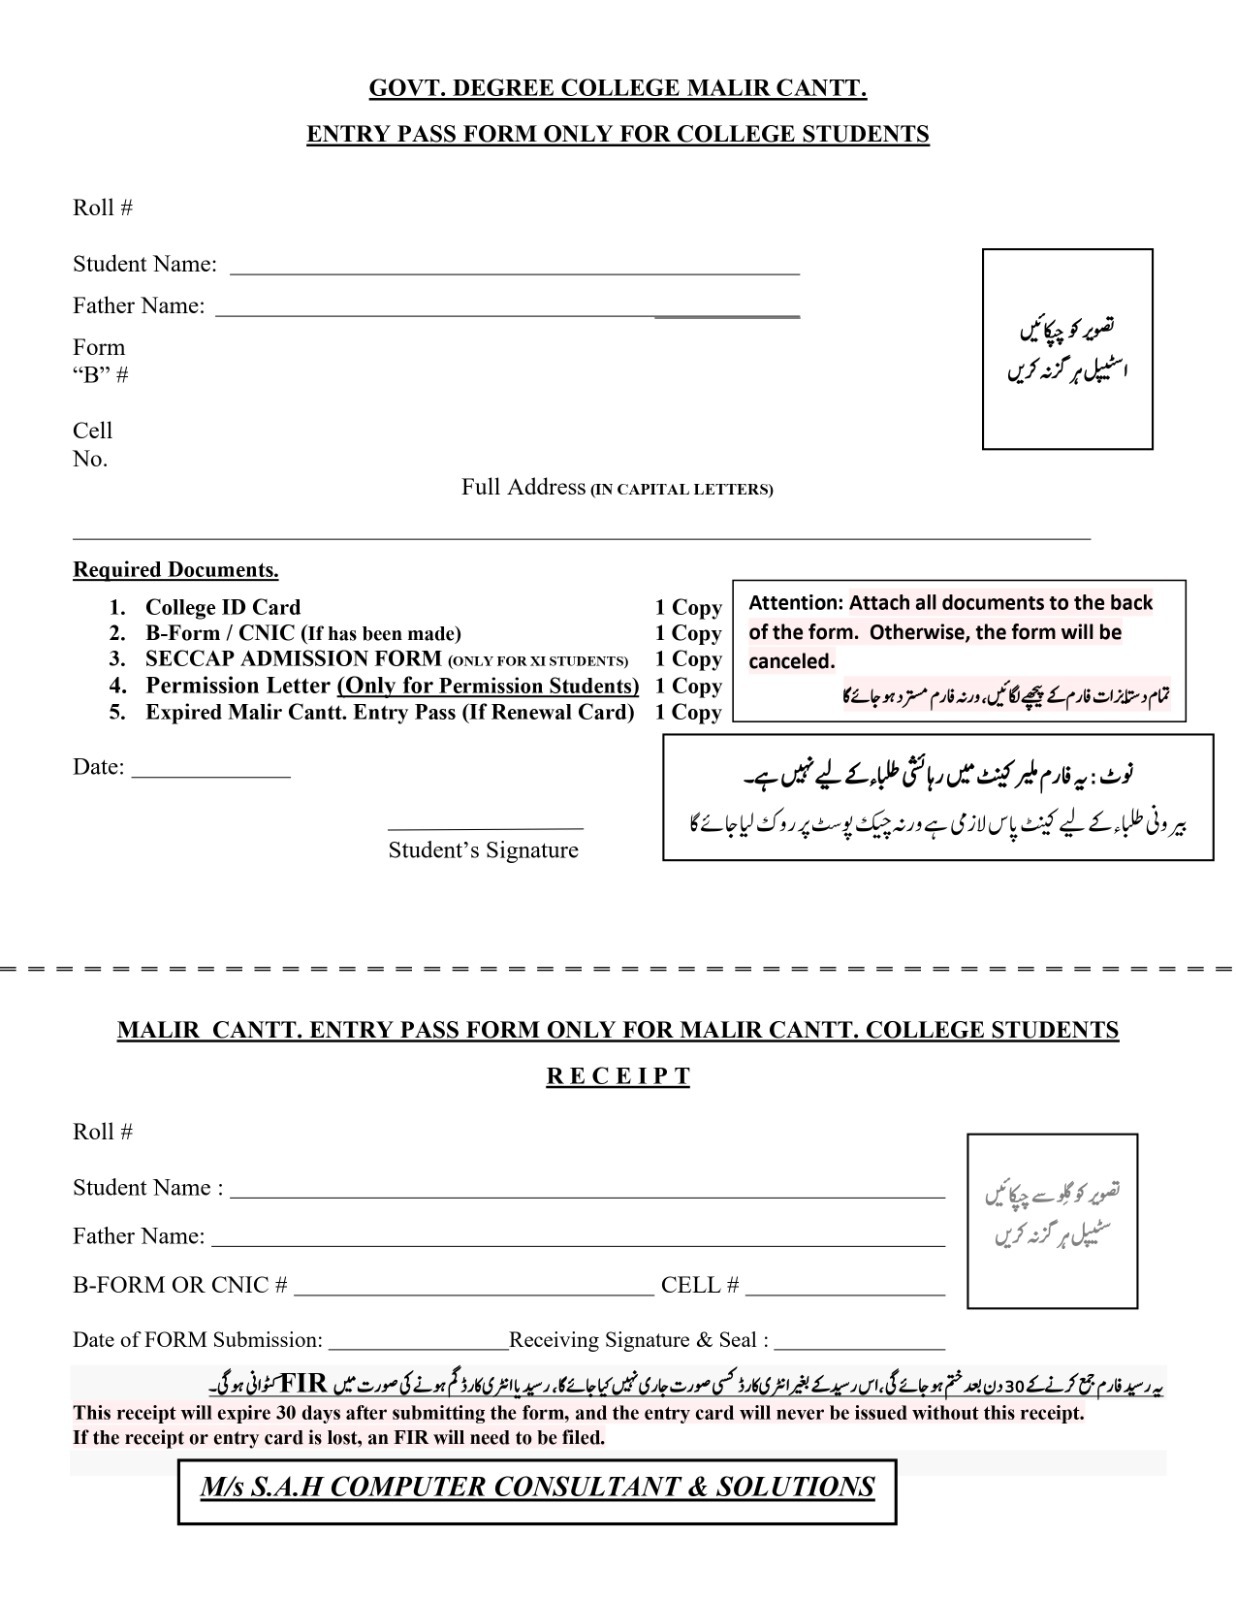 GOVT. DEGREE COLLEGE MALIR CANTT.
ENTRY PASS FORM ONLY FOR COLLEGE STUDENTS
Roll #
Student Name: ____________________
Father Name: ____________________
تصویر کو چپکائیں
اسٹیپل ہر گز نہ کریں
Form
“B” #
Cell
No.
Full Address (IN CAPITAL LETTERS)
Required Documents.
1. College ID Card 1 Copy
2. B-Form / CNIC (If has been made) 1 Copy
3. SECCAP ADMISSION FORM (ONLY FOR XI STUDENTS) 1 Copy
4. Permission Letter (Only for Permission Students) 1 Copy
5. Expired Malir Cantt. Entry Pass (If Renewal Card) 1 Copy
Attention: Attach all documents to the back
of the form. Otherwise, the form will be
canceled.
تمام دستاویزات فارم کے پیچھے لگائیں، ورنہ فارم مسترد ہو جائے گا
Date: ____________
نوٹ : یہ فارم ملیر کینٹ میں رہائشی طلباء کے لیے نہیں ہے۔
بیرونی طلباء کے لیے کینٹ پاس لازمی ہے ورنہ چیک پوسٹ پر روک لیا جائے گا
Student’s Signature
MALIR CANTT. ENTRY PASS FORM ONLY FOR MALIR CANTT. COLLEGE STUDENTS
R E C E I P T
Roll #
Student Name : ____________________
Father Name: ____________________
تصویر کو گلو سے چپکائیں
سٹیپل ہر گز نہ کریں
B-FORM OR CNIC # ____________________ CELL # ____________
Date of FORM Submission: ____________Receiving Signature & Seal : ____________
یہ رسید فارم جمع کرنے کے 30 دن بعد ختم ہو جائے گی، اس رسید کے بغیر انٹری کارڈ کسی صورت جاری نہیں کیا جائے گا، رسید یا انٹری کارڈ گم ہونے کی صورت میں FIR کٹوانی ہو گی۔
This receipt will expire 30 days after submitting the form, and the entry card will never be issued without this receipt.
If the receipt or entry card is lost, an FIR will need to be filed.
M/s S.A.H COMPUTER CONSULTANT & SOLUTIONS